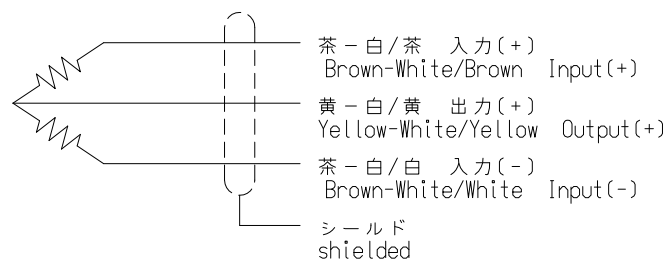 茶－白/茶　入力(+)
Brown-White/Brown Input(+)
黄－白/黄　出力(+)
Yellow-White/Yellow Output(+)
茶－白/白　入力(-)
Brown-White/White Input(-)
シールド
shielded